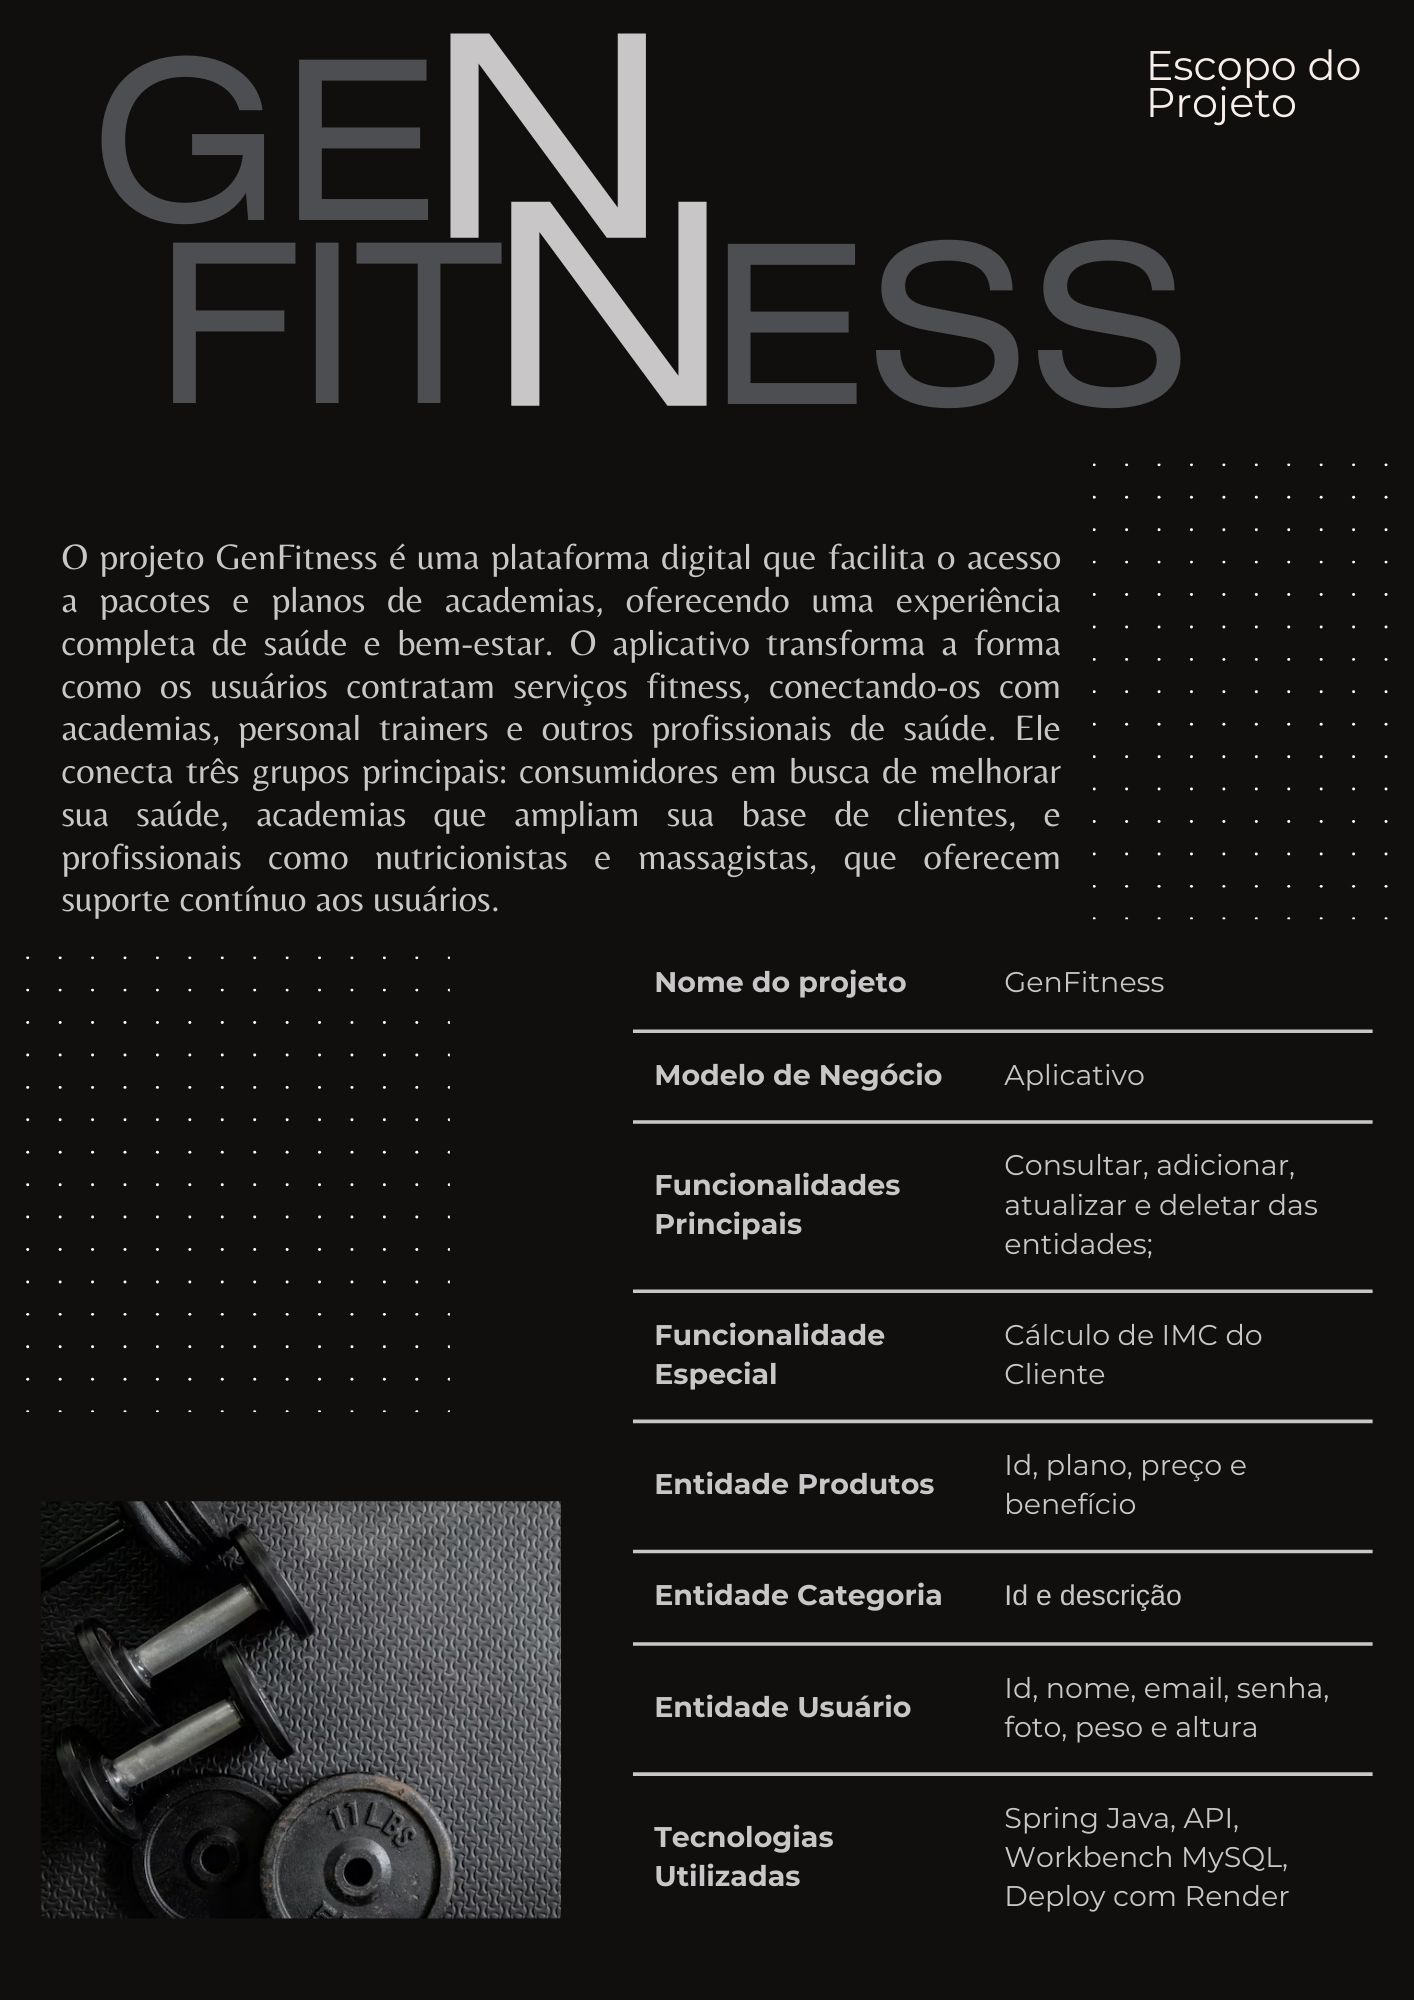 GEN
FITNESS
Escopo do
Projeto
O projeto GenFitness é uma plataforma digital que facilita o acesso
a pacotes e planos de academias, oferecendo uma experiência
completa de saúde e bem-estar. O aplicativo transforma a forma
como os usuários contratam serviços fitness, conectando-os com
academias, personal trainers e outros profissionais de saúde. Ele
conecta três grupos principais: consumidores em busca de melhorar
sua saúde, academias que ampliam sua base de clientes, e
profissionais como nutricionistas e massagistas, que oferecem
suporte contínuo aos usuários.
Nome do projeto
GenFitness
Modelo de Negócio
Aplicativo
Funcionalidades
Principais
Consultar, adicionar,
atualizar e deletar das
entidades;
Funcionalidade
Especial
Cálculo de IMC do
Cliente
Entidade Produtos
Id, plano, preço e
benefício
Entidade Categoria
Id e descrição
Entidade Usuário
Id, nome, email, senha,
foto, peso e altura
Tecnologias
Utilizadas
Spring Java, API,
Workbench MySQL,
Deploy com Render
11 LBS